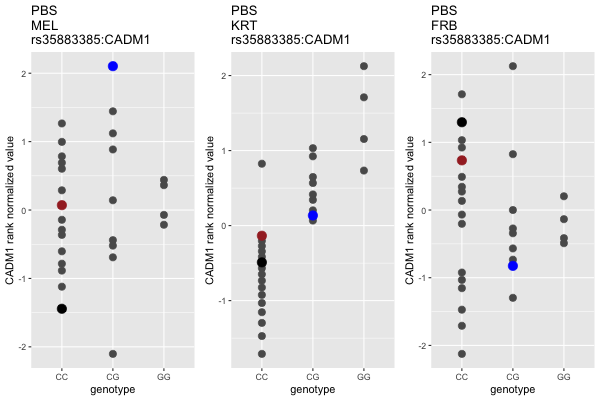 PBS
MEL
rs35883385:CADM1
CADM1 rank normalized value
2
1
0
-1
-2
CC CG GG
genotype
PBS
KRT
rs35883385:CADM1
CADM1 rank normalized value
2
1
0
-1
CC CG GG
genotype
PBS
FRB
rs35883385:CADM1
CADM1 rank normalized value
2
1
0
-1
-2
CC CG GG
genotype